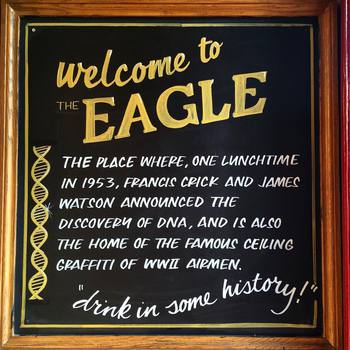 Welcome to
THE EAGLE
THE PLACE WHERE, ONE LUNCHTIME
IN 1953, FRANCIS CRICK AND JAMES
WATSON ANNOUNCED THE
DISCOVERY OF DNA, AND IS ALSO
THE HOME OF THE FAMOUS CEILING
GRAFFITI OF WWII AIRMEN.
"drink in some history!"